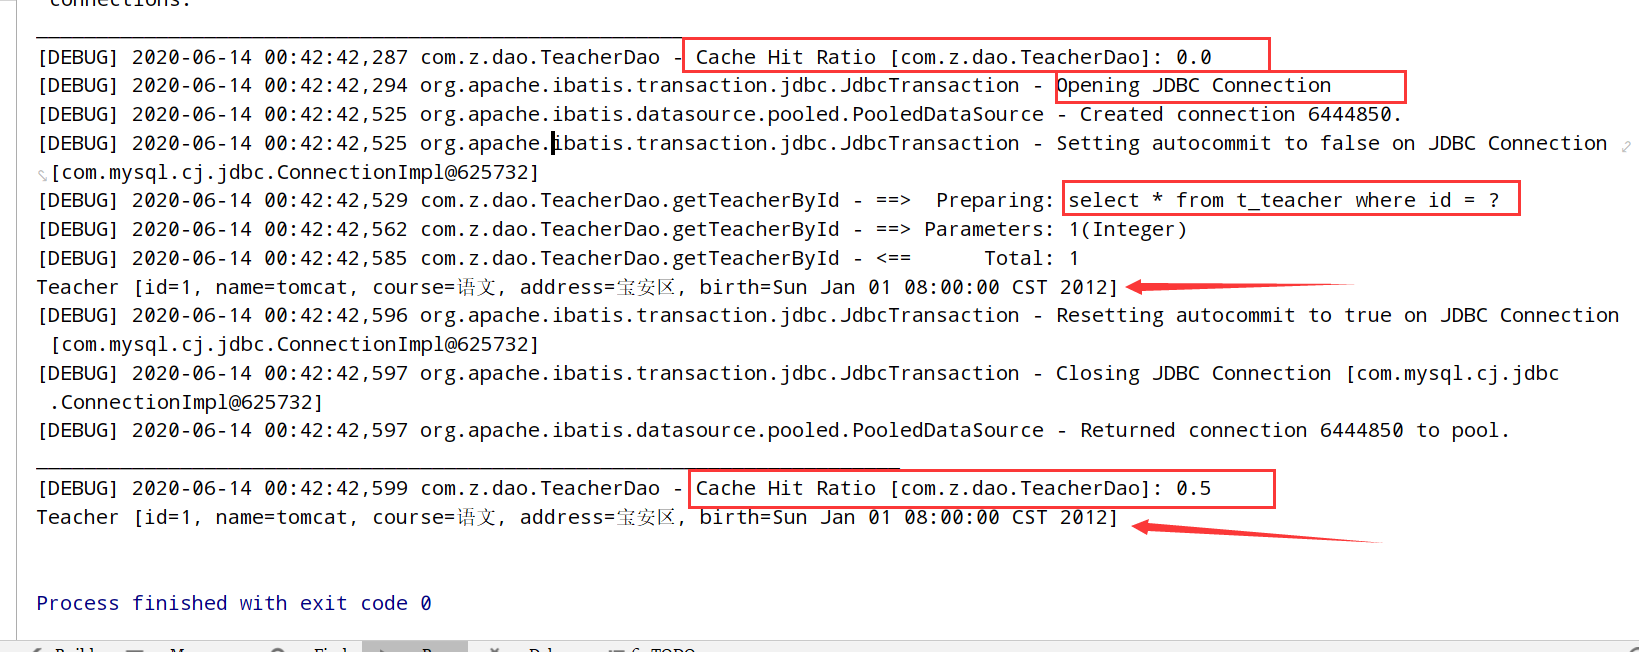 connections.
[DEBUG] 2020-06-14 00:42:42,287 com.z.dao.TeacherDao - Cache Hit Ratio [com.z.dao.TeacherDao]: 0.0
[DEBUG] 2020-06-14 00:42:42,294 org.apache.ibatis.transaction.jdbc.JdbcTransaction - Opening JDBC Connection
[DEBUG] 2020-06-14 00:42:42,525 org.apache.ibatis.datasource.pooled.PooledDataSource - Created connection 6444850.
[DEBUG] 2020-06-14 00:42:42,525 org.apache.ibatis.transaction.jdbc.JdbcTransaction - Setting autocommit to false on JDBC Connection
[com.mysql.cj.jdbc.ConnectionImpl@625732]
[DEBUG] 2020-06-14 00:42:42,529 com.z.dao.TeacherDao.getTeacherById - ==>  Preparing: select * from t_teacher where id = ?
[DEBUG] 2020-06-14 00:42:42,562 com.z.dao.TeacherDao.getTeacherById - ==> Parameters: 1(Integer)
[DEBUG] 2020-06-14 00:42:42,585 com.z.dao.TeacherDao.getTeacherById - <==      Total: 1
Teacher [id=1, name=tomcat, course=语文, address=宝安区, birth=Sun Jan 01 08:00:00 CST 2012]
[DEBUG] 2020-06-14 00:42:42,596 org.apache.ibatis.transaction.jdbc.JdbcTransaction - Resetting autocommit to true on JDBC Connection
[com.mysql.cj.jdbc.ConnectionImpl@625732]
[DEBUG] 2020-06-14 00:42:42,597 org.apache.ibatis.transaction.jdbc.JdbcTransaction - Closing JDBC Connection [com.mysql.cj.jdbc
.ConnectionImpl@625732]
[DEBUG] 2020-06-14 00:42:42,597 org.apache.ibatis.datasource.pooled.PooledDataSource - Returned connection 6444850 to pool.
[DEBUG] 2020-06-14 00:42:42,599 com.z.dao.TeacherDao - Cache Hit Ratio [com.z.dao.TeacherDao]: 0.5
Teacher [id=1, name=tomcat, course=语文, address=宝安区, birth=Sun Jan 01 08:00:00 CST 2012]
Process finished with exit code 0
TODO